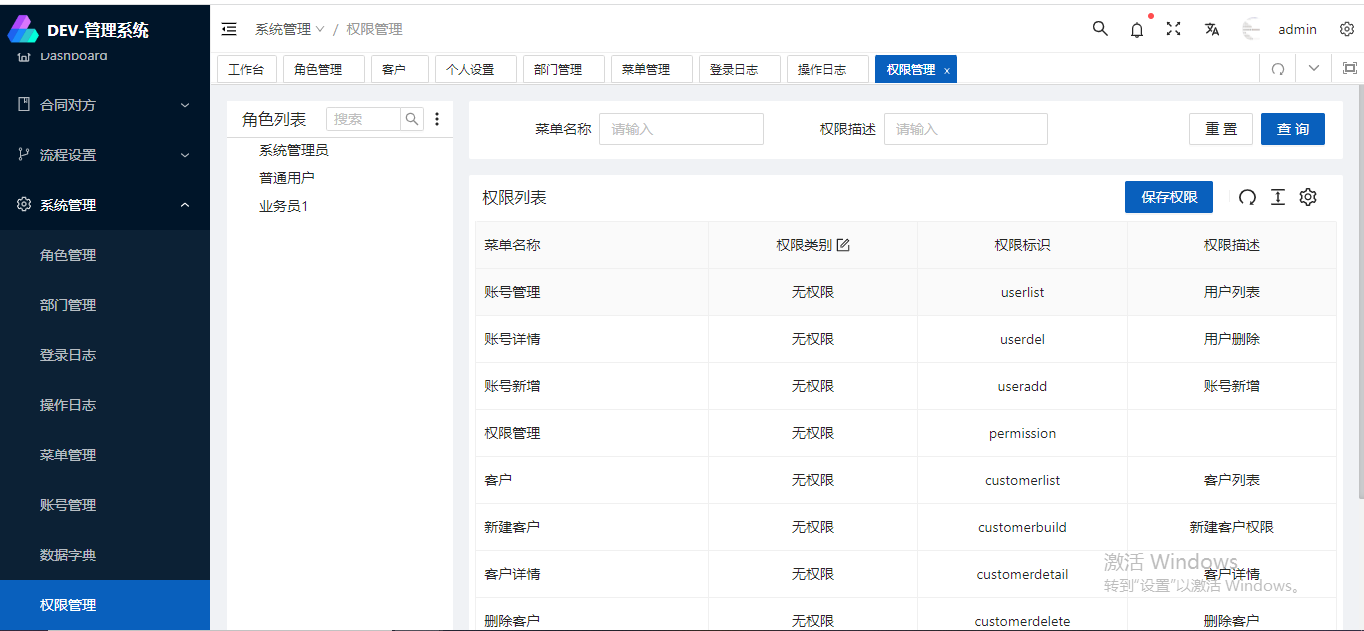 DEV-管理系统
Dashboard
合同对方
流程设置
系统管理
角色管理
部门管理
登录日志
操作日志
菜单管理
账号管理
数据字典
权限管理
系统管理 / 权限管理
admin
工作台 角色管理 客户 个人设置 部门管理 菜单管理 登录日志 操作日志 权限管理 x
角色列表 搜索
系统管理员
普通用户
业务员1
菜单名称 请输入 权限描述 请输入 重 置 查 询
权限列表 保存权限
菜单名称 权限类别 权限标识 权限描述
账号管理 无权限 userlist 用户列表
账号详情 无权限 userdel 用户删除
账号新增 无权限 useradd 账号新增
权限管理 无权限 permission
客户 无权限 customerlist 客户列表
新建客户 无权限 customerbuild 新建客户权限
客户详情 无权限 customerdetail 客户详情
删除客户 无权限 customerdelete 删除客户
激活 Windows
转到"设置"以激活 Windows。